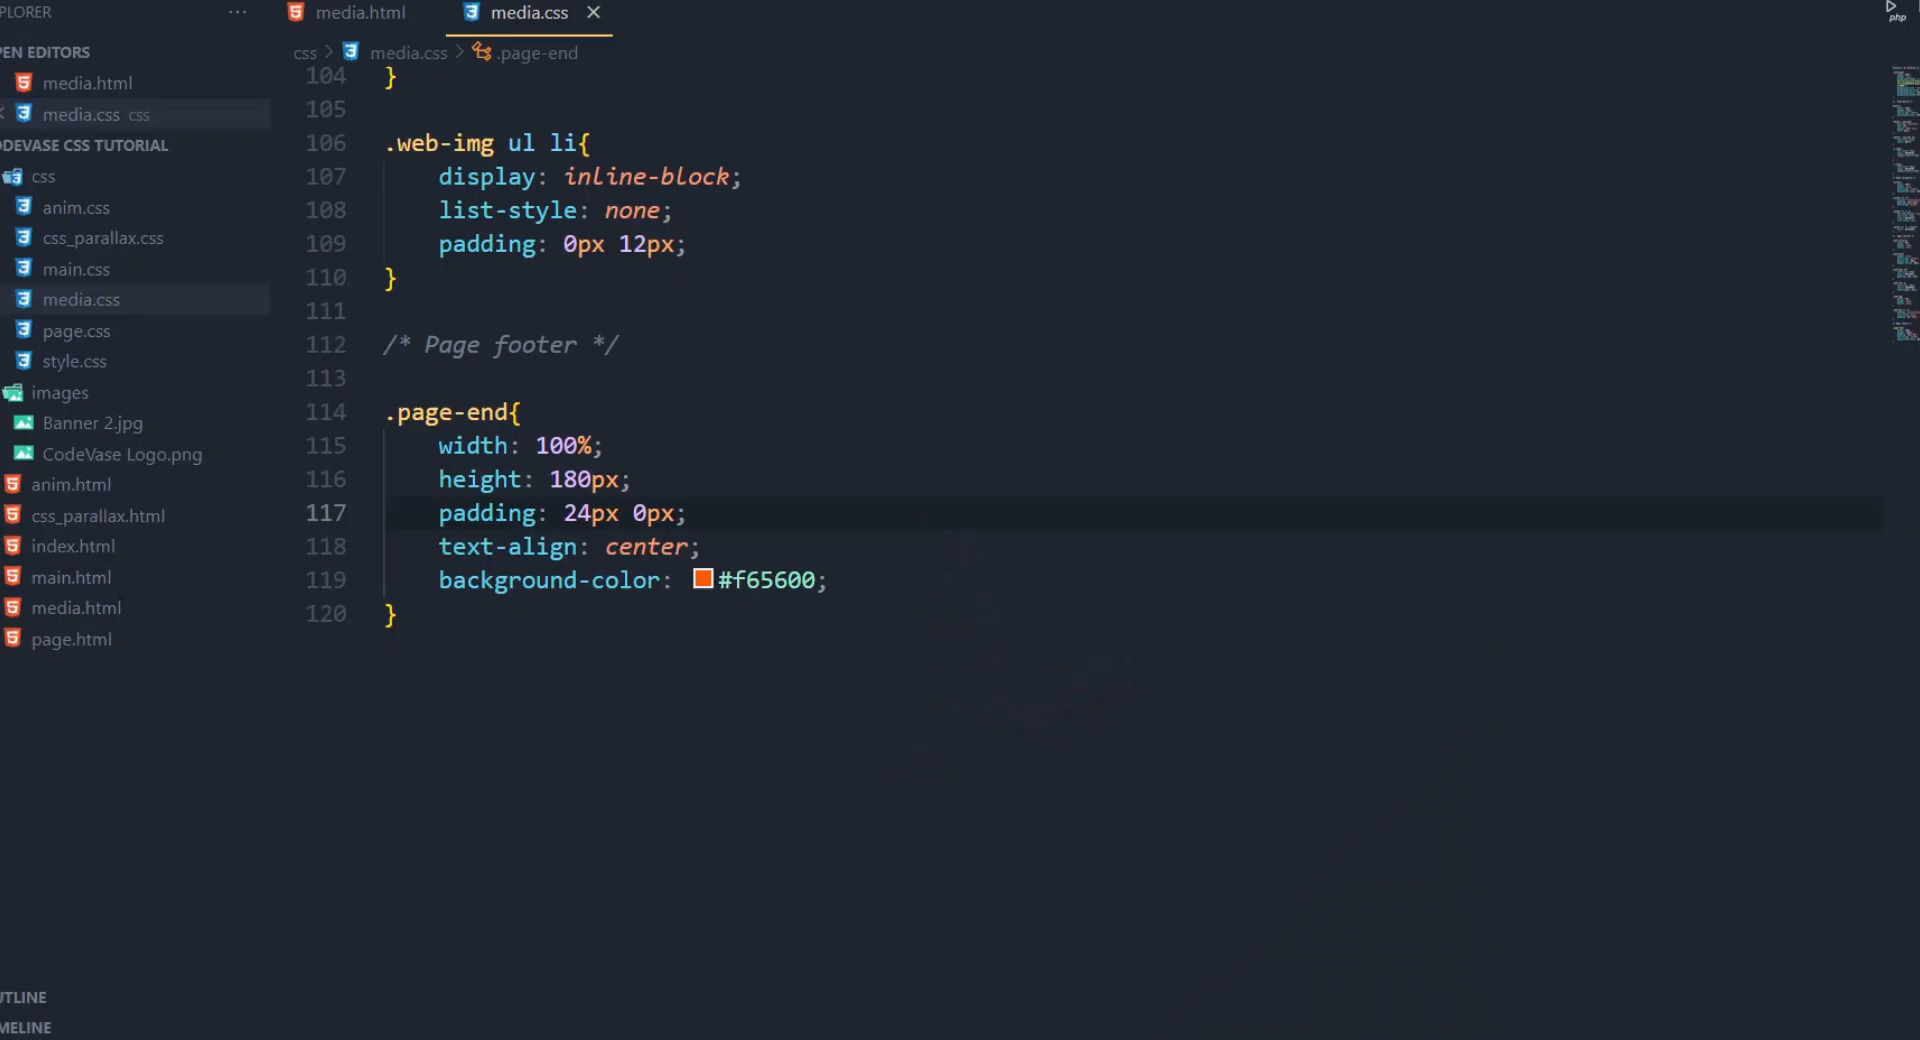 PLORER ...
media.html
media.css
PEN EDITORS
media.html
media.css css
ODEVASE CSS TUTORIAL
css
anim.css
css_parallax.css
main.css
media.css
page.css
style.css
images
Banner 2.jpg
CodeVase Logo.png
anim.html
css_parallax.html
index.html
main.html
media.html
page.html
UTLINE
MELINE
php
css > media.css > .page-end
104 }
105
106 .web-img ul li{
107 display: inline-block;
108 list-style: none;
109 padding: 0px 12px;
110 }
111
112 /* Page footer */
113
114 .page-end{
115 width: 100%;
116 height: 180px;
117 padding: 24px 0px;
118 text-align: center;
119 background-color: #f65600;
120 }